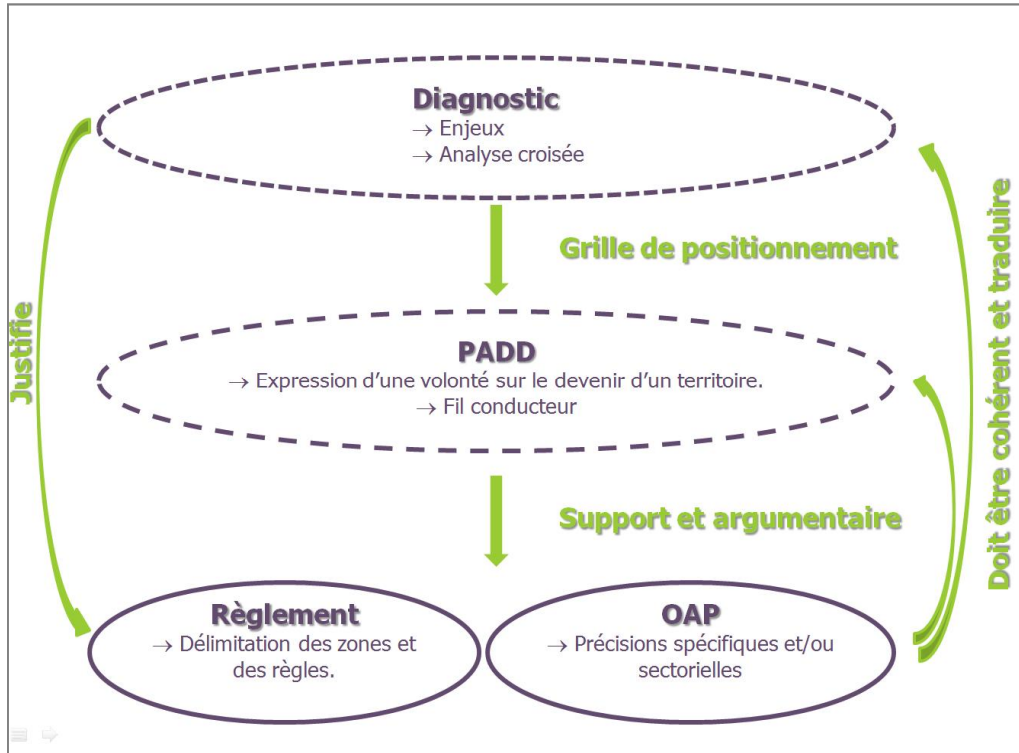 Diagnostic
→ Enjeux
→ Analyse croisée
Grille de positionnement
Justifie
Doit être cohérent et traduire
PADD
→ Expression d’une volonté sur le devenir d’un territoire.
→ Fil conducteur
Support et argumentaire
Règlement
→ Délimitation des zones et
des règles.
OAP
→ Précisions spécifiques et/ou
sectorielles